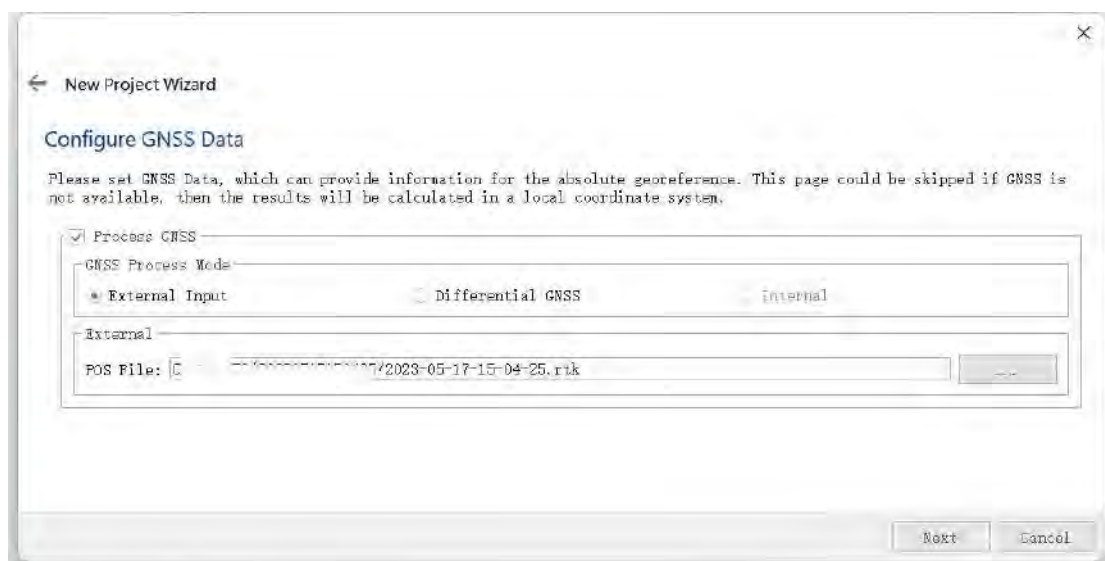 New Project Wizard
Configure GNSS Data
Please set GNSS Data, which can provide information for the absolute georeference. This page could be skipped if GNSS is
not available, then the results will be calculated in a local coordinate system.
Process GNSS
GNSS Process Mode
External Input Differential GNSS Internal
External
POS File: /2023-05-17-15-04-25.rtk
Next Cancel